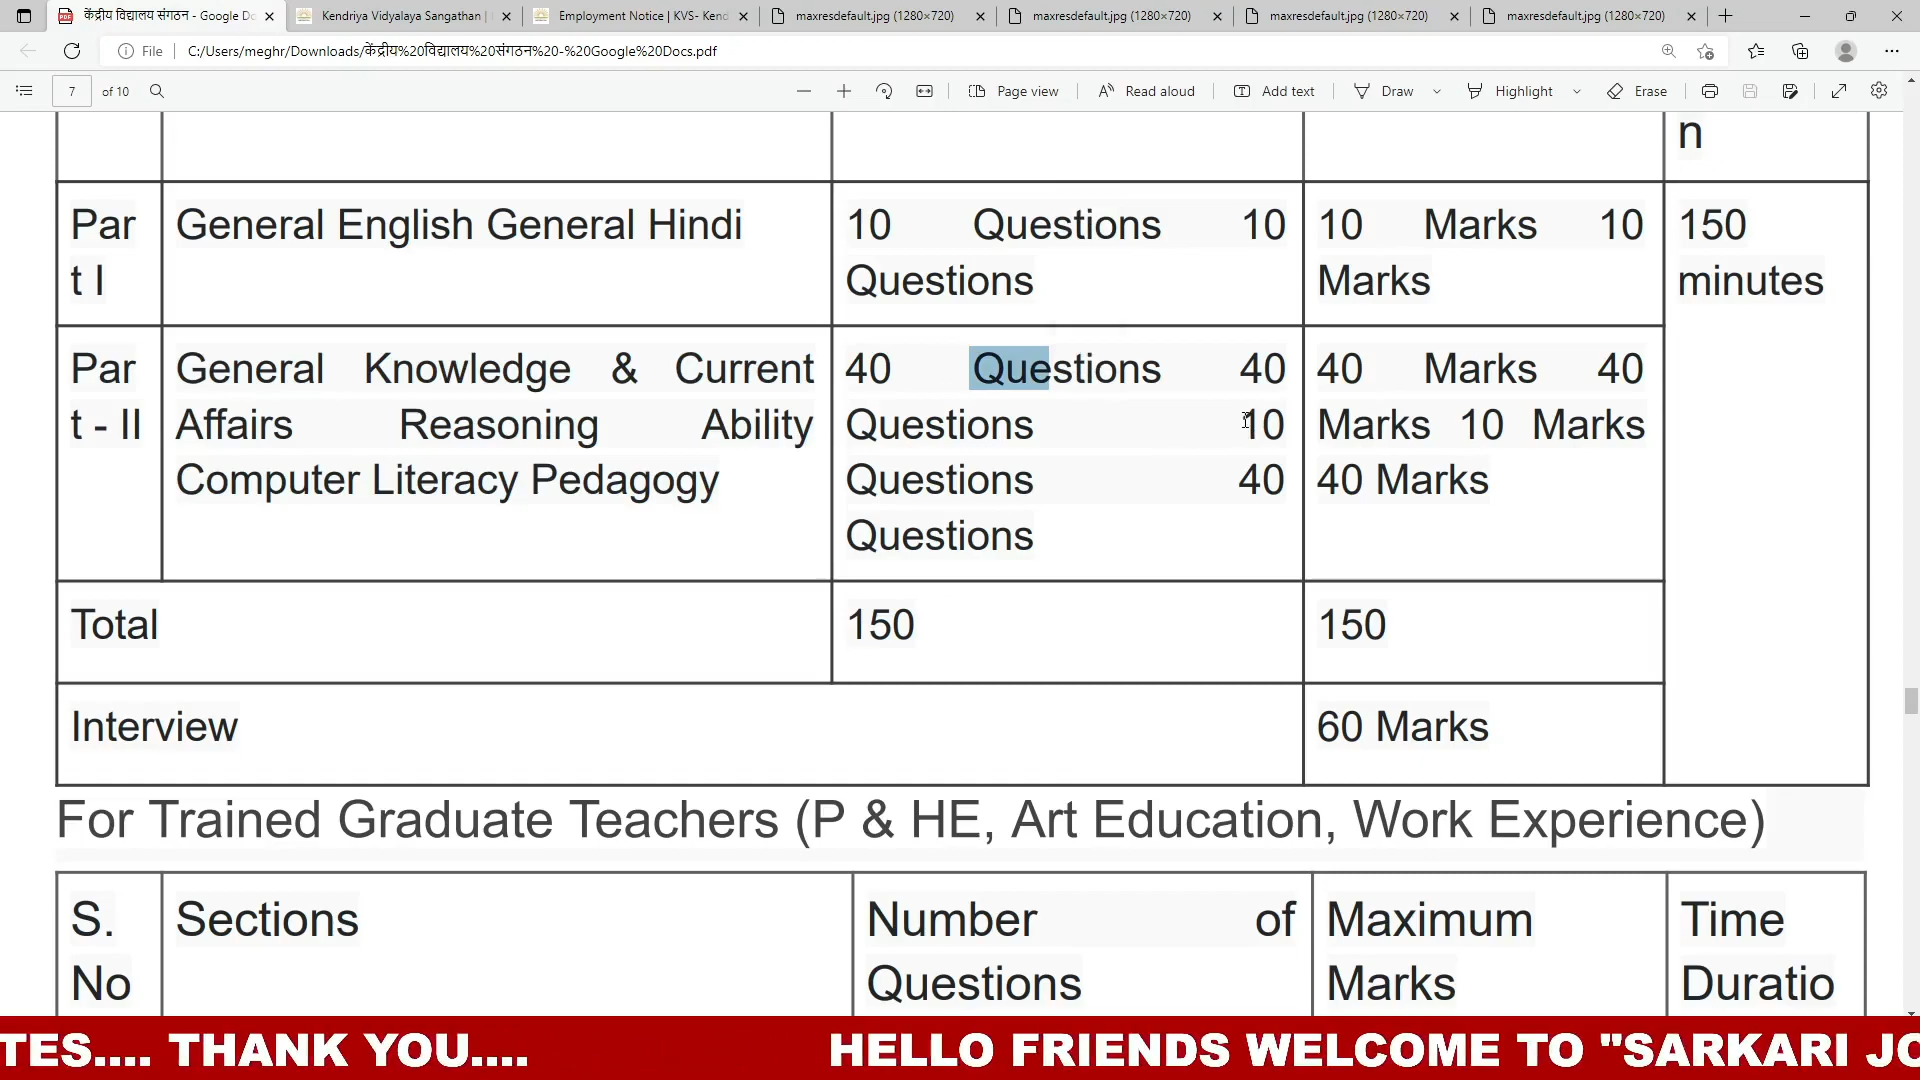 केंद्रीय विद्यालय संगठन - Google Do
Kendriya Vidyalaya Sangathan |
Employment Notice | KVS- Kend
maxresdefault.jpg (1280×720)
maxresdefault.jpg (1280×720)
maxresdefault.jpg (1280×720)
maxresdefault.jpg (1280×720)
File
C:/Users/meghr/Downloads/केंद्रीय%20विद्यालय%20संगठन%20-%20Google%20Docs.pdf
7 of 10
Page view
Read aloud
Add text
Draw
Highlight
Erase
n
Par
t I
General English General Hindi
10 Questions 10
Questions
10 Marks 10
Marks
150
minutes
Par
t - II
General Knowledge & Current
Affairs Reasoning Ability
Computer Literacy Pedagogy
40 Questions 40
Questions 10
Questions 40
Questions
40 Marks 40
Marks 10 Marks
40 Marks
Total
150
150
Interview
60 Marks
For Trained Graduate Teachers (P & HE, Art Education, Work Experience)
S.
No
Sections
Number of
Questions
Maximum
Marks
Time
Duratio
TES.... THANK YOU.... HELLO FRIENDS WELCOME TO "SARKARI JO